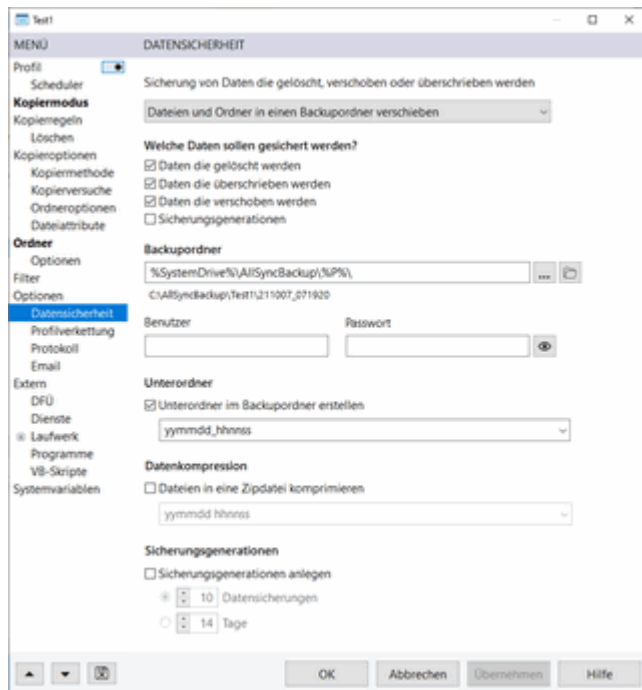 Test1
MENÜ
Profil
Scheduler
Kopiermodus
Kopierregeln
Löschen
Kopieroptionen
Kopiermethode
Kopierversuche
Ordneroptionen
Dateiattribute
Ordner
Optionen
Filter
Optionen
Datensicherheit
Profilverkettung
Protokoll
Email
Extern
DFÜ
Dienste
Laufwerk
Programme
VB-Skripte
Systemvariablen
DATENSICHERHEIT
Sicherung von Daten die gelöscht, verschoben oder überschrieben werden
Dateien und Ordner in einen Backupordner verschieben
Welche Daten sollen gesichert werden?
Daten die gelöscht werden
Daten die überschrieben werden
Daten die verschoben werden
Sicherungsgenerationen
Backupordner
%SystemDrive%\AllSyncBackup\%P%\
...
C:\AllSyncBackup\Test1\211007_071920
Benutzer Passwort
Unterordner
Unterordner im Backupordner erstellen
yymmdd_hhnnss
Datenkompression
Dateien in eine Zipdatei komprimieren
yymmdd hhnnss
Sicherungsgenerationen
Sicherungsgenerationen anlegen
10 Datensicherungen
14 Tage
OK Abbrechen Übernehmen Hilfe